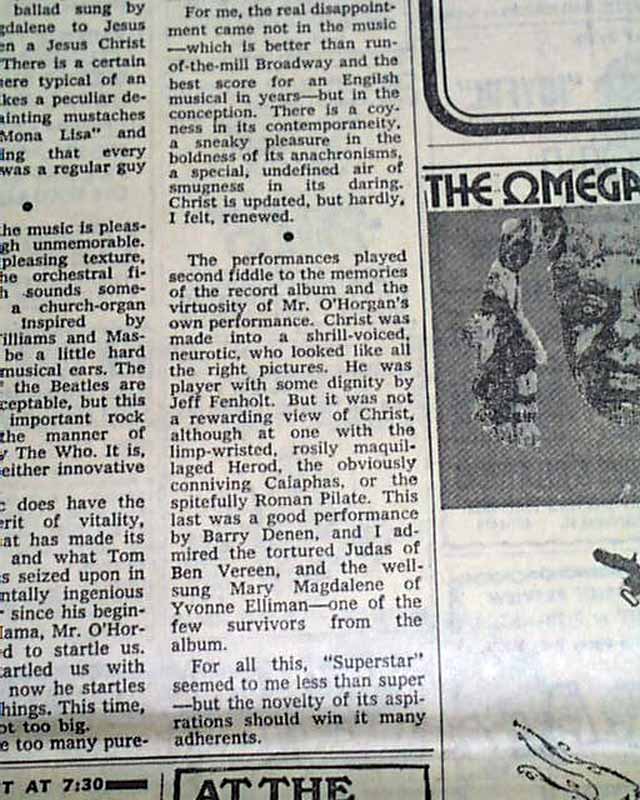 ballad sung by
gdalene to Jesus
en a Jesus Christ
There is a certain
ere typical of an
kes a peculiar de-
ainting mustaches
Mona Lisa" and
ing that every
was a regular guy
he music is pleas-
gh unmemorable.
pleasing texture,
he orchestral fi-
h sounds some-
a church-organ
inspired by
illiams and Mas-
be a little hard
musical ears. The
the Beatles are
ceptable, but this
important rock
the manner of
The Who. It is,
either innovative
c does have the
erit of vitality,
at has made its
and what Tom
s seized upon in
ntally ingenious
since his begin-
Mama, Mr. O'Hor-
d to startle us.
artled us with
now he startles
hings. This time,
ot too big.
e too many pure-
For me, the real disappoint-
ment came not in the music
—which is better than run-
of-the-mill Broadway and the
best score for an English
musical in years—but in the
conception. There is a coy-
ness in its contemporaneity,
a sneaky pleasure in the
boldness of its anachronisms,
a special, undefined air of
smugness in its daring.
Christ is updated, but hardly,
I felt, renewed.
The performances played
second fiddle to the memories
of the record album and the
virtuosity of Mr. O'Horgan's
own performance. Christ was
made into a shrill-voiced,
neurotic, who looked like all
the right pictures. He was
player with some dignity by
Jeff Fenholt. But it was not
a rewarding view of Christ,
although at one with the
limp-wristed, rosily maquil-
laged Herod, the obviously
conniving Caiaphas, or the
spitefully Roman Pilate. This
last was a good performance
by Barry Denen, and I ad-
mired the tortured Judas of
Ben Vereen, and the well-
sung Mary Magdalene of
Yvonne Elliman—one of the
few survivors from the
album.
For all this, "Superstar"
seemed to me less than super
—but the novelty of its aspi-
rations should win it many
adherents.
THE ΩMEGA
T AT 7:30
AT THE